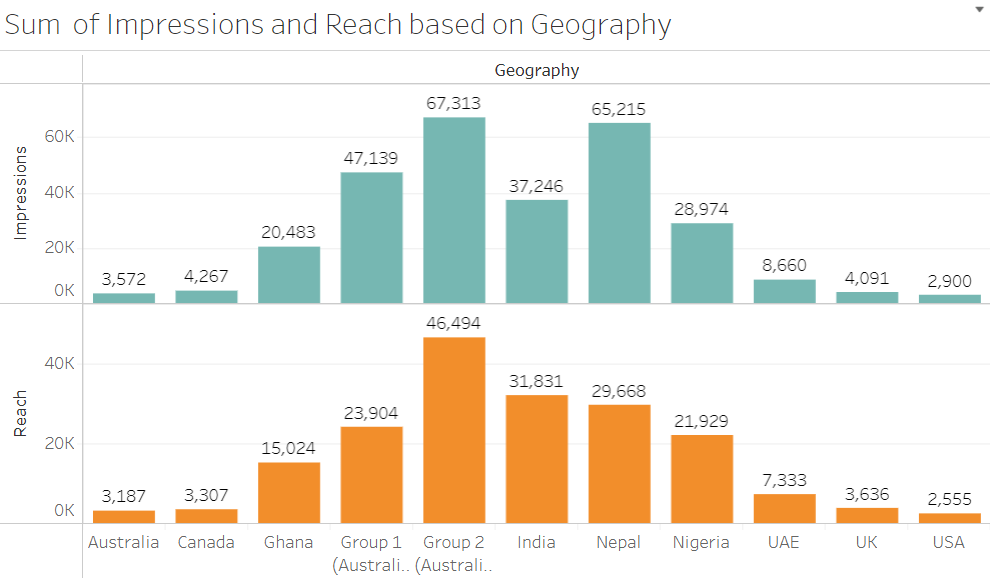 Sum of Impressions and Reach based on Geography
Geography
Impressions
60K
40K
20K
0K
3,572
4,267
20,483
47,139
67,313
37,246
65,215
28,974
8,660
4,091
2,900
Reach
40K
20K
0K
3,187
3,307
15,024
23,904
46,494
31,831
29,668
21,929
7,333
3,636
2,555
Australia
Canada
Ghana
Group 1
(Australi..
Group 2
(Australi..
India
Nepal
Nigeria
UAE
UK
USA